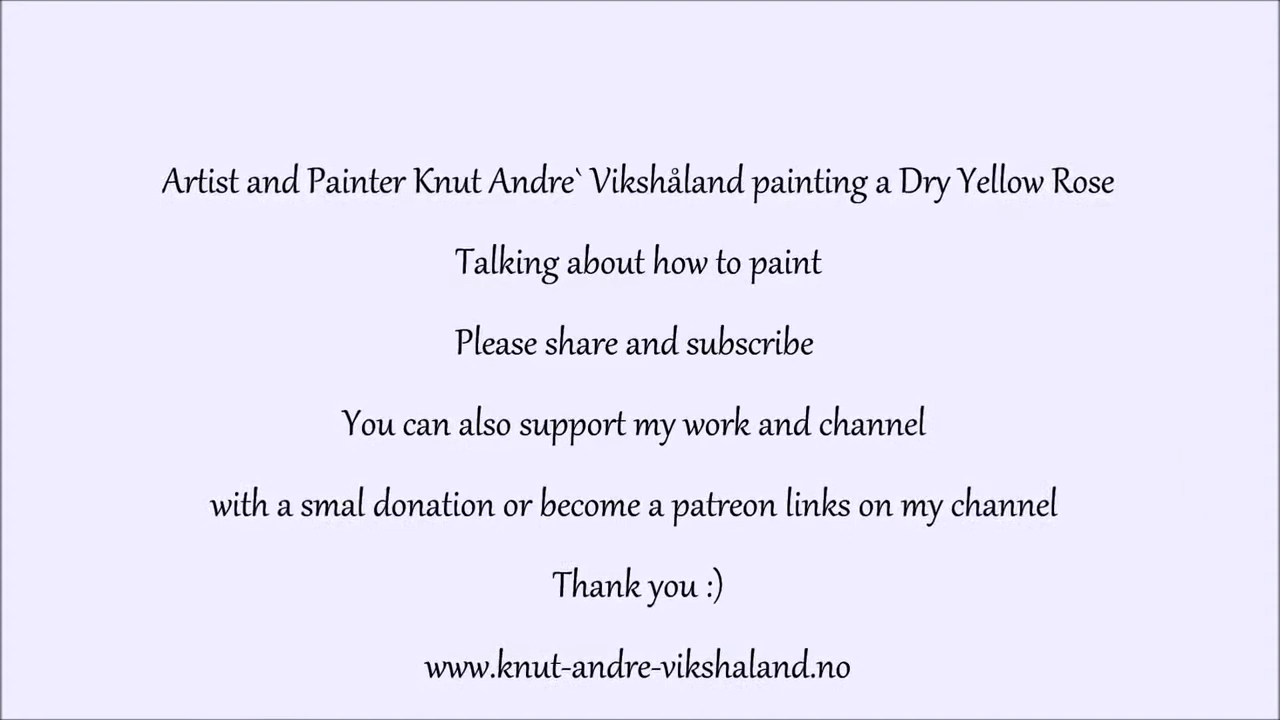 Artist and Painter Knut Andre` Vikshåland painting a Dry Yellow Rose
Talking about how to paint
Please share and subscribe
You can also support my work and channel
with a smal donation or become a patreon links on my channel
Thank you :)
www.knut-andre-vikshaland.no